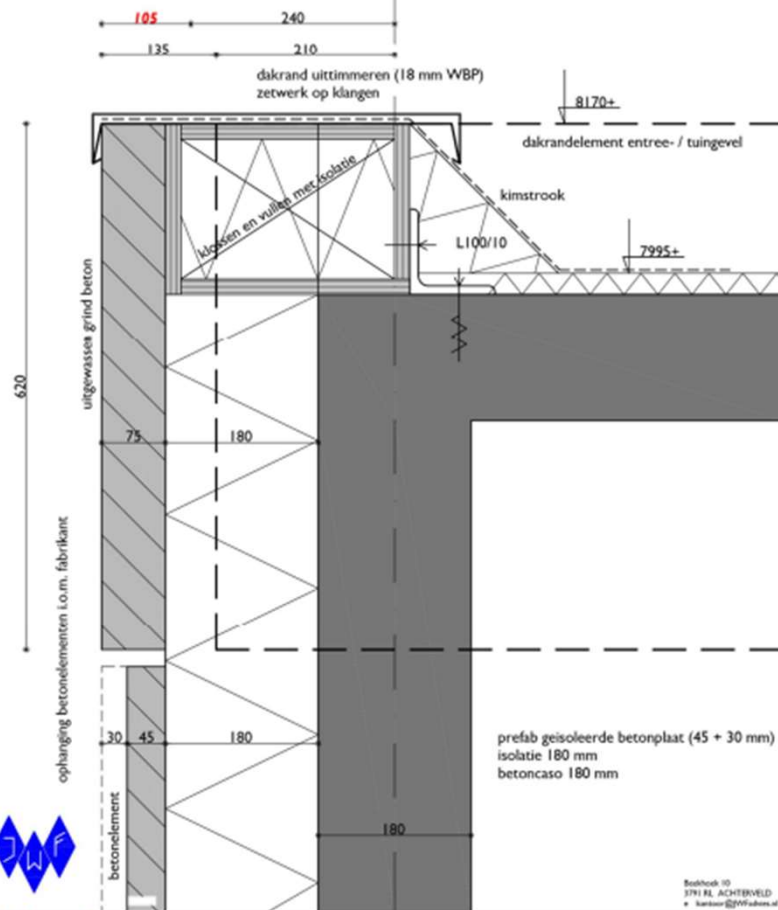 105
240
135
210
dakrand uittimmeren (18 mm WBP)
zetwerk op klangen
8170+
dakrandelement entree- / tuingevel
kimstrook
klossen en vullen met isolatie
L100/10
7995+
uitgewassen grind beton
620
75
180
ophanging betonelementen i.o.m. fabrikant
30
45
180
prefab geisoleerde betonplaat (45 + 30 mm)
isolatie 180 mm
betoncaso 180 mm
betonelement
180
JWF
3791 RL ACHTERVELD